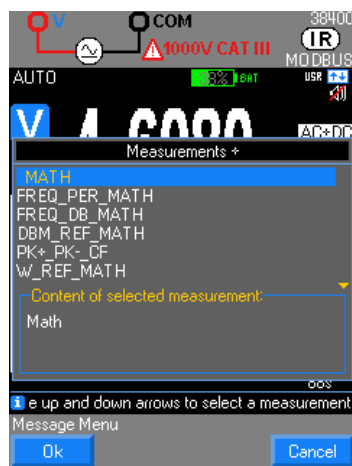 V COM 38400
1000V CAT III IR
MODBUS
AUTO 8% BAT USR
V AC+DC
Measurements +
MATH
FREQ_PER_MATH
FREQ_DB_MATH
DBM_REF_MATH
PK+_PK-_CF
W_REF_MATH
Content of selected measurement:
Math
i e up and down arrows to select a measurement
Message Menu
Ok Cancel